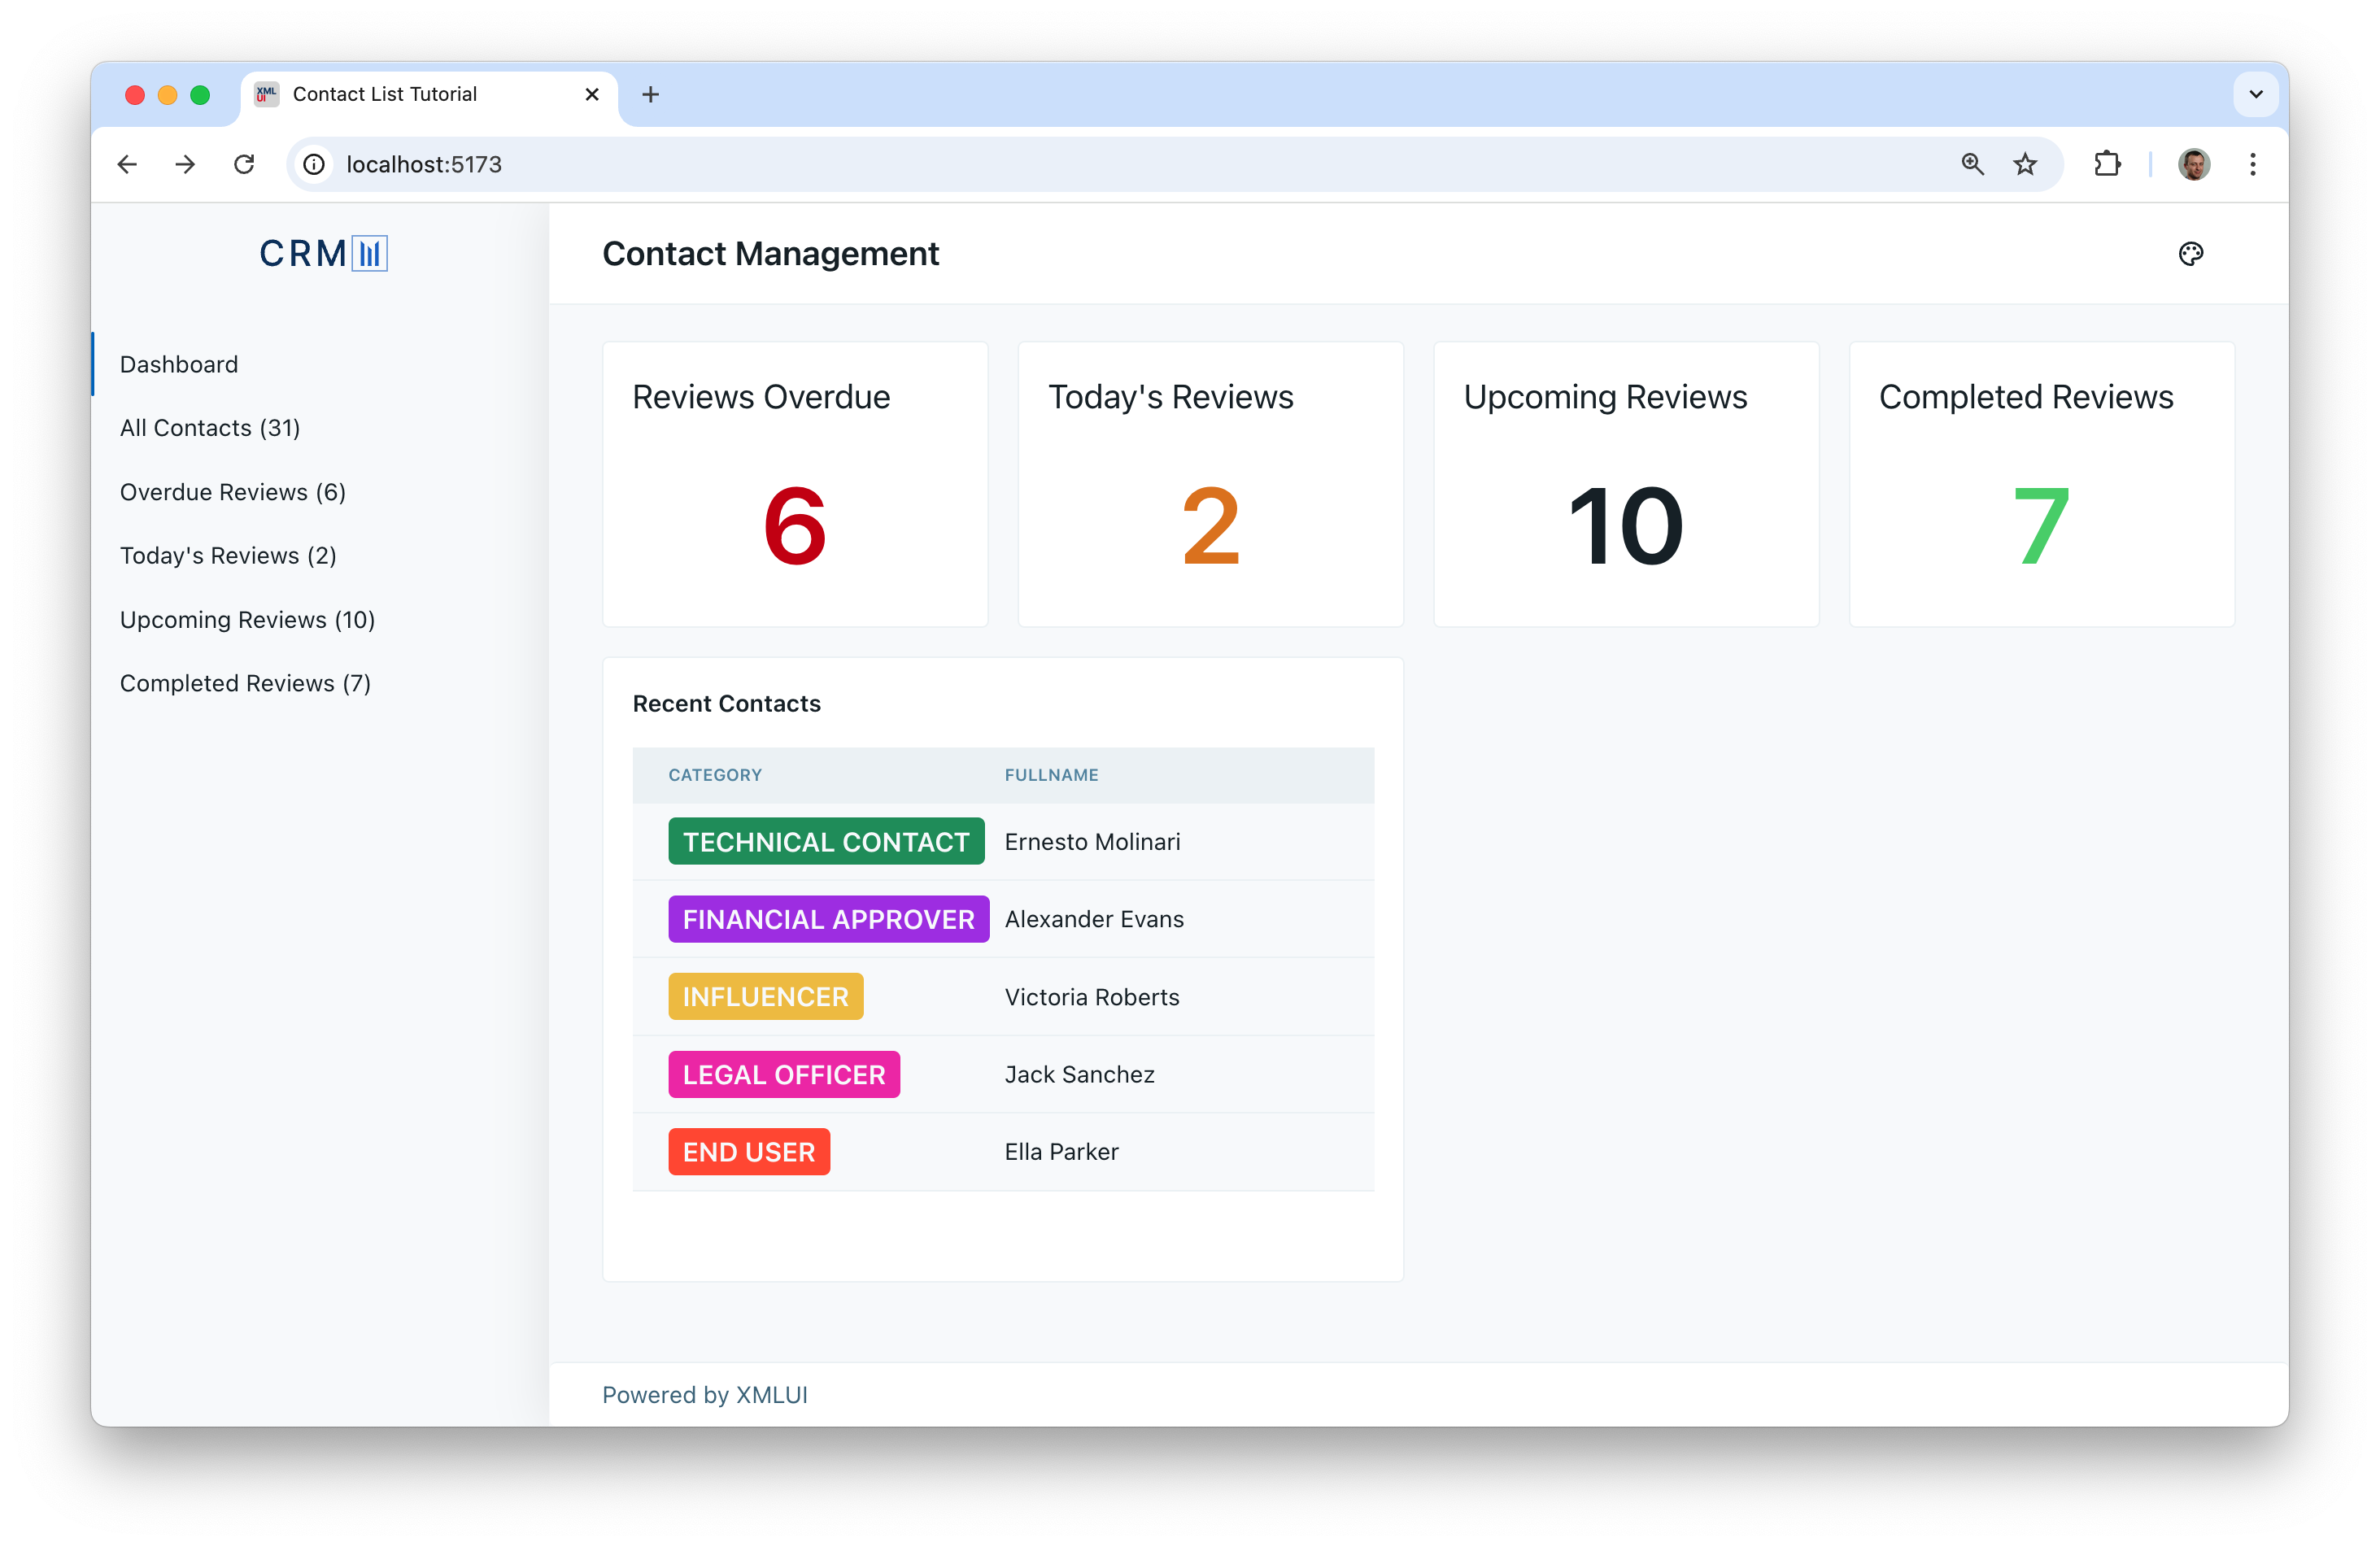 XML
UI
Contact List Tutorial
localhost:5173
CRM
Contact Management
Dashboard
All Contacts (31)
Overdue Reviews (6)
Today's Reviews (2)
Upcoming Reviews (10)
Completed Reviews (7)
Reviews Overdue
6
Today's Reviews
2
Upcoming Reviews
10
Completed Reviews
7
Recent Contacts
CATEGORY FULLNAME
TECHNICAL CONTACT Ernesto Molinari
FINANCIAL APPROVER Alexander Evans
INFLUENCER Victoria Roberts
LEGAL OFFICER Jack Sanchez
END USER Ella Parker
Powered by XMLUI